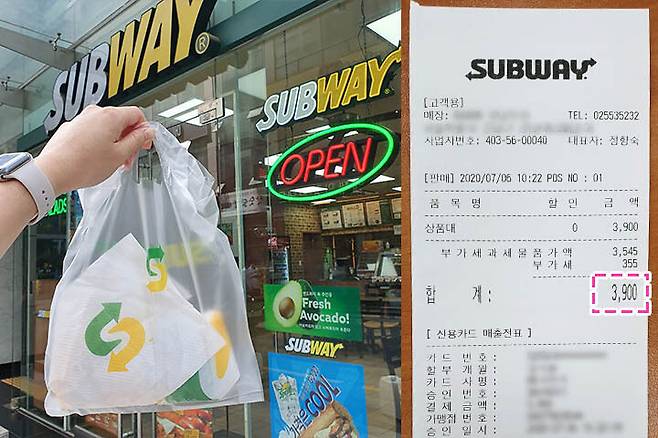 SUBWAY®
SUBWAY
OPEN
Fresh
Avocado!
SUBWAY
COOL
SUBWAY
[고객용]
매장: TEL: 025535232
사업자번호: 403-56-00040 대표자: 정향숙
[판매] 2020/07/06 10:22 POS NO : 01
품 목 명 할 인 금 액
상품대 0 3,900
부 가 세 과 세 물 품 가 액 3,545
부 가 세 355
합 계 : 3,900
[ 신용카드 매출전표 ]
카 드 번 호 :
할 부 개 월 :
카 드 사 명 :
승 인 번 호 :
결 제 금 액 :
가맹점 번호 :
승 인 일 시 :